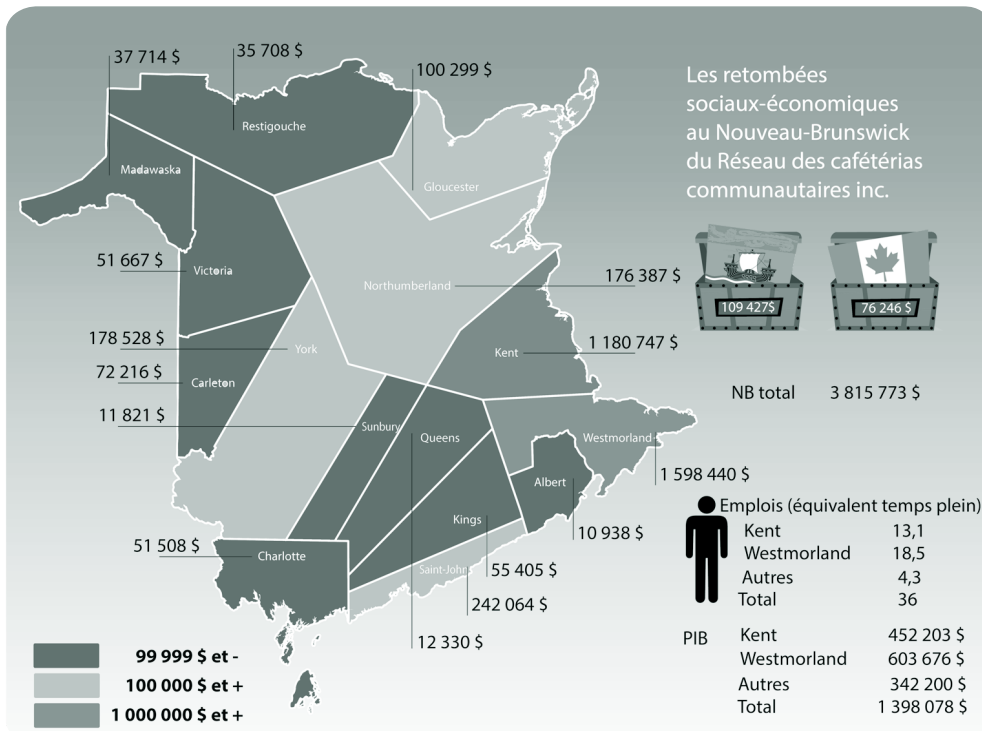 37 714 $
35 708 $
100 299 $
Les retombées
sociaux-économiques
au Nouveau-Brunswick
du Réseau des cafétérias
communautaires inc.
Restigouche
Madawaska
Gloucester
51 667 $
Victoria
Northumberland
176 387 $
109 427$
76 246 $
178 528 $
York
Kent
1 180 747 $
72 216 $
Carleton
NB total 3 815 773 $
11 821 $
Sunbury
Queens
Westmorland
1 598 440 $
Albert
10 938 $
Kings
51 508 $
Charlotte
Saint-John
55 405 $
242 064 $
12 330 $
Emplois (équivalent temps plein)
Kent 13,1
Westmorland 18,5
Autres 4,3
Total 36
PIB Kent 452 203 $
Westmorland 603 676 $
Autres 342 200 $
Total 1 398 078 $
99 999 $ et -
100 000 $ et +
1 000 000 $ et +